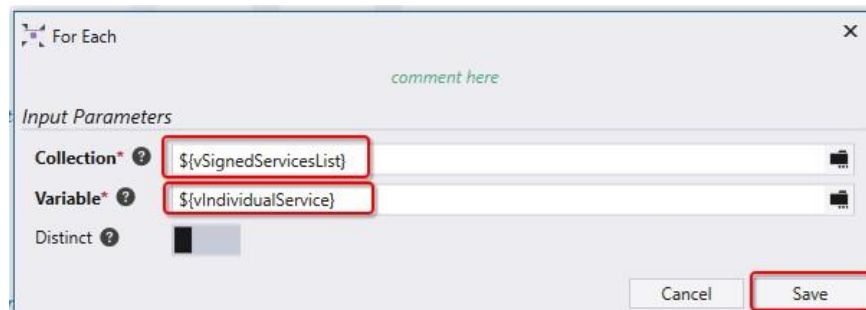 For Each
comment here
Input Parameters
Collection* ? ${vSignedServicesList}
Variable* ? ${vIndividualService}
Distinct ?
Cancel Save